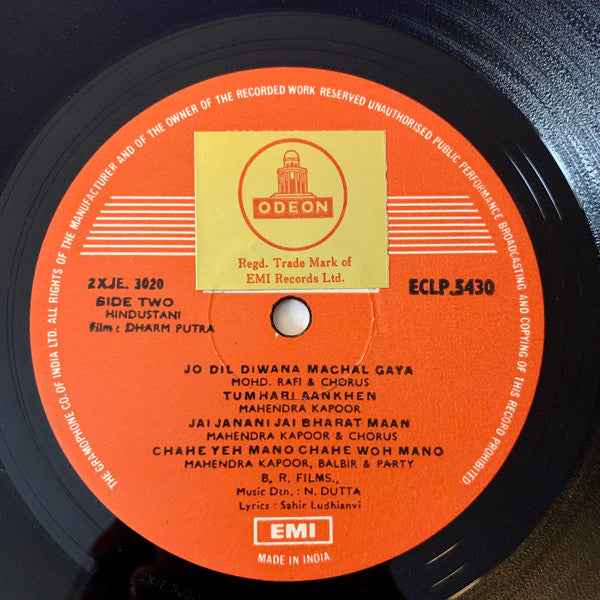 THE GRAMOPHONE CO. OF INDIA LTD. ALL RIGHTS OF THE MANUFACTURER AND OF THE OWNER OF THE RECORDED WORK RESERVED UNAUTHORISED PUBLIC PERFORMANCE BROADCASTING AND COPYING OF THIS RECORD PROHIBITED
ODEON
Regd. Trade Mark of
EMI Records Ltd.
2XJE. 3020
ECLP.5430
SIDE TWO
HINDUSTANI
film : DHARM PUTRA
JO DIL DIWANA MACHAL GAYA
MOHD. RAFI & CHORUS
TUMHARI AANKHEN
MAHENDRA KAPOOR
JAI JANANI JAI BHARAT MAAN
MAHENDRA KAPOOR & CHORUS
CHAHE YEH MANO CHAHE WOH MANO
MAHENDRA KAPOOR, BALBIR & PARTY
B. R. FILMS.,
Music Dtn. : N. DUTTA
Lyrics : Sahir Ludhianvi
EMI
MADE IN INDIA